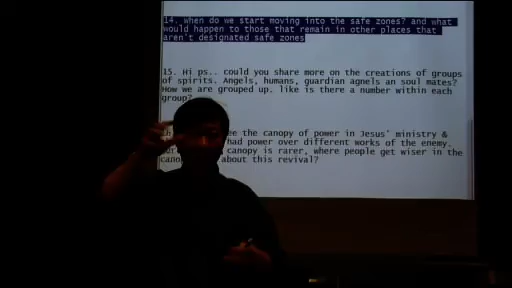 14. when do we start moving into the safe zones? and what
would happen to those that remain in other places that
aren't designated safe zones
15. Hi ps.. could you share more on the creations of groups
of spirits. Angels, humans, guardian agnels an soul mates?
How we are grouped up. like is there a number within each
group?
ee the canopy of power in Jesus' ministry &
had power over different works of the enemy.
canopy is rarer, where people get wiser in the
about this revival?